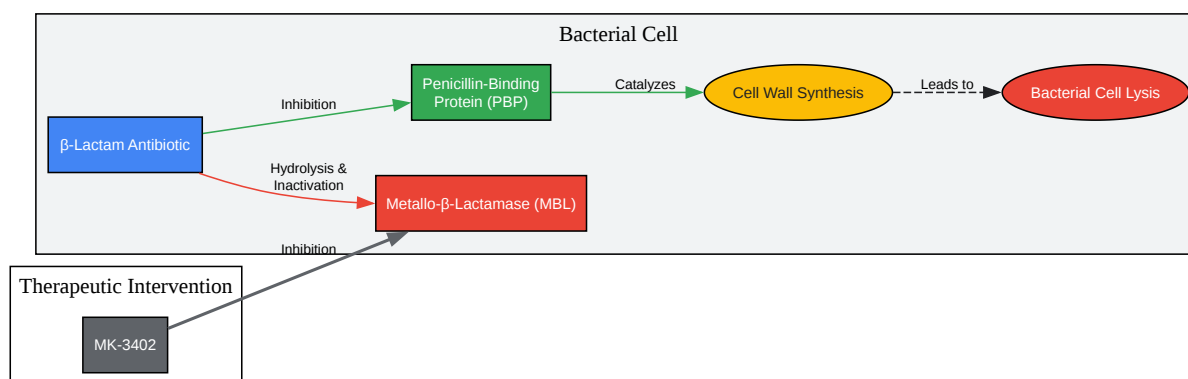 Bacterial Cell
Penicillin-Binding
Protein (PBP)
Catalyzes
Cell Wall Synthesis
Leads to
Bacterial Cell Lysis
Inhibition
β-Lactam Antibiotic
Hydrolysis &
Inactivation
Metallo-β-Lactamase (MBL)
Inhibition
Therapeutic Intervention
MK-3402